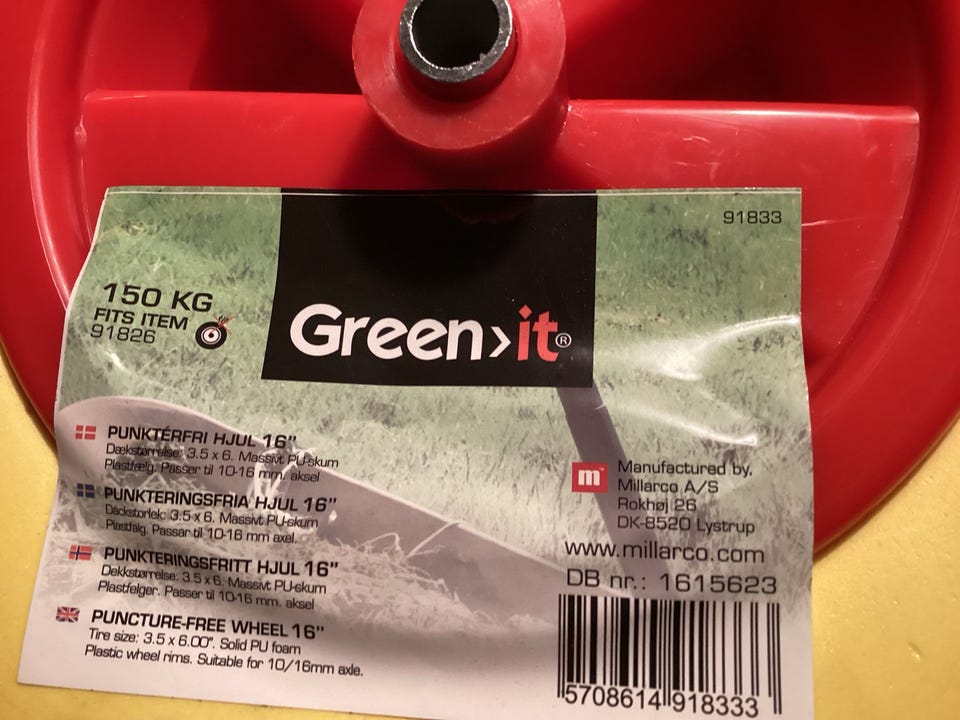 91833
150 KG
FITS ITEM
91826
Green›it®
PUNKTÉRFRI HJUL 16"
Dækstørrelse: 3.5 x 6. Massivt PU-skum
Plastfælg. Passer til 10-16 mm. aksel
PUNKTERINGSFRIA HJUL 16"
Däckstorlek: 3.5 x 6. Massivt PU-skum
Plastfälg. Passar til 10-16 mm axel.
PUNKTERINGSFRITT HJUL 16"
Dekkstørrelse: 3.5 x 6. Massivt PU-skum
Plastfelger. Passer til 10-16 mm. aksel
PUNCTURE-FREE WHEEL 16"
Tire size: 3.5 x 6.00". Solid PU foam
Plastic wheel rims. Suitable for 10/16mm axle.
m™
Manufactured by.
Millarco A/S
Rokhøj 26
DK-8520 Lystrup
www.millarco.com
DB nr.: 1615623
5708614 918333